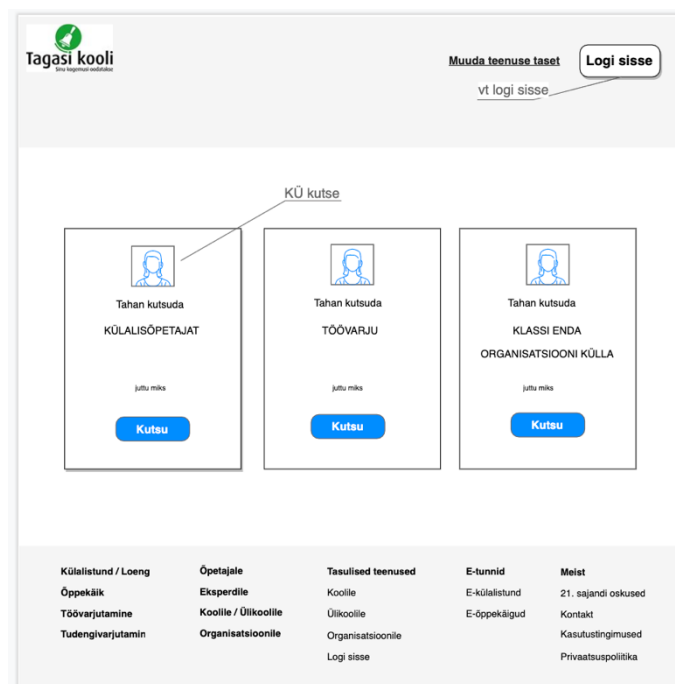 Tagasi kooli
Sinu kogemusi oodatakse
Muuda teenuse taset
Logi sisse
vt logi sisse
KÜ kutse
Tahan kutsuda
KÜLALISÕPETAJAT
juttu miks
Kutsu
Tahan kutsuda
TÖÖVARJU
juttu miks
Kutsu
Tahan kutsuda
KLASSI ENDA
ORGANISATSIOONI KÜLLA
juttu miks
Kutsu
Külalistund / Loeng
Õppekäik
Töövarjutamine
Tudengivarjutamin
Õpetajale
Eksperdile
Koolile / Ülikoolile
Organisatsioonile
Tasulised teenused
Koolile
Ülikoolile
Organisatsioonile
Logi sisse
E-tunnid
E-külalistund
E-õppekäigud
Meist
21. sajandi oskused
Kontakt
Kasutustingimused
Privaatsuspoliitika